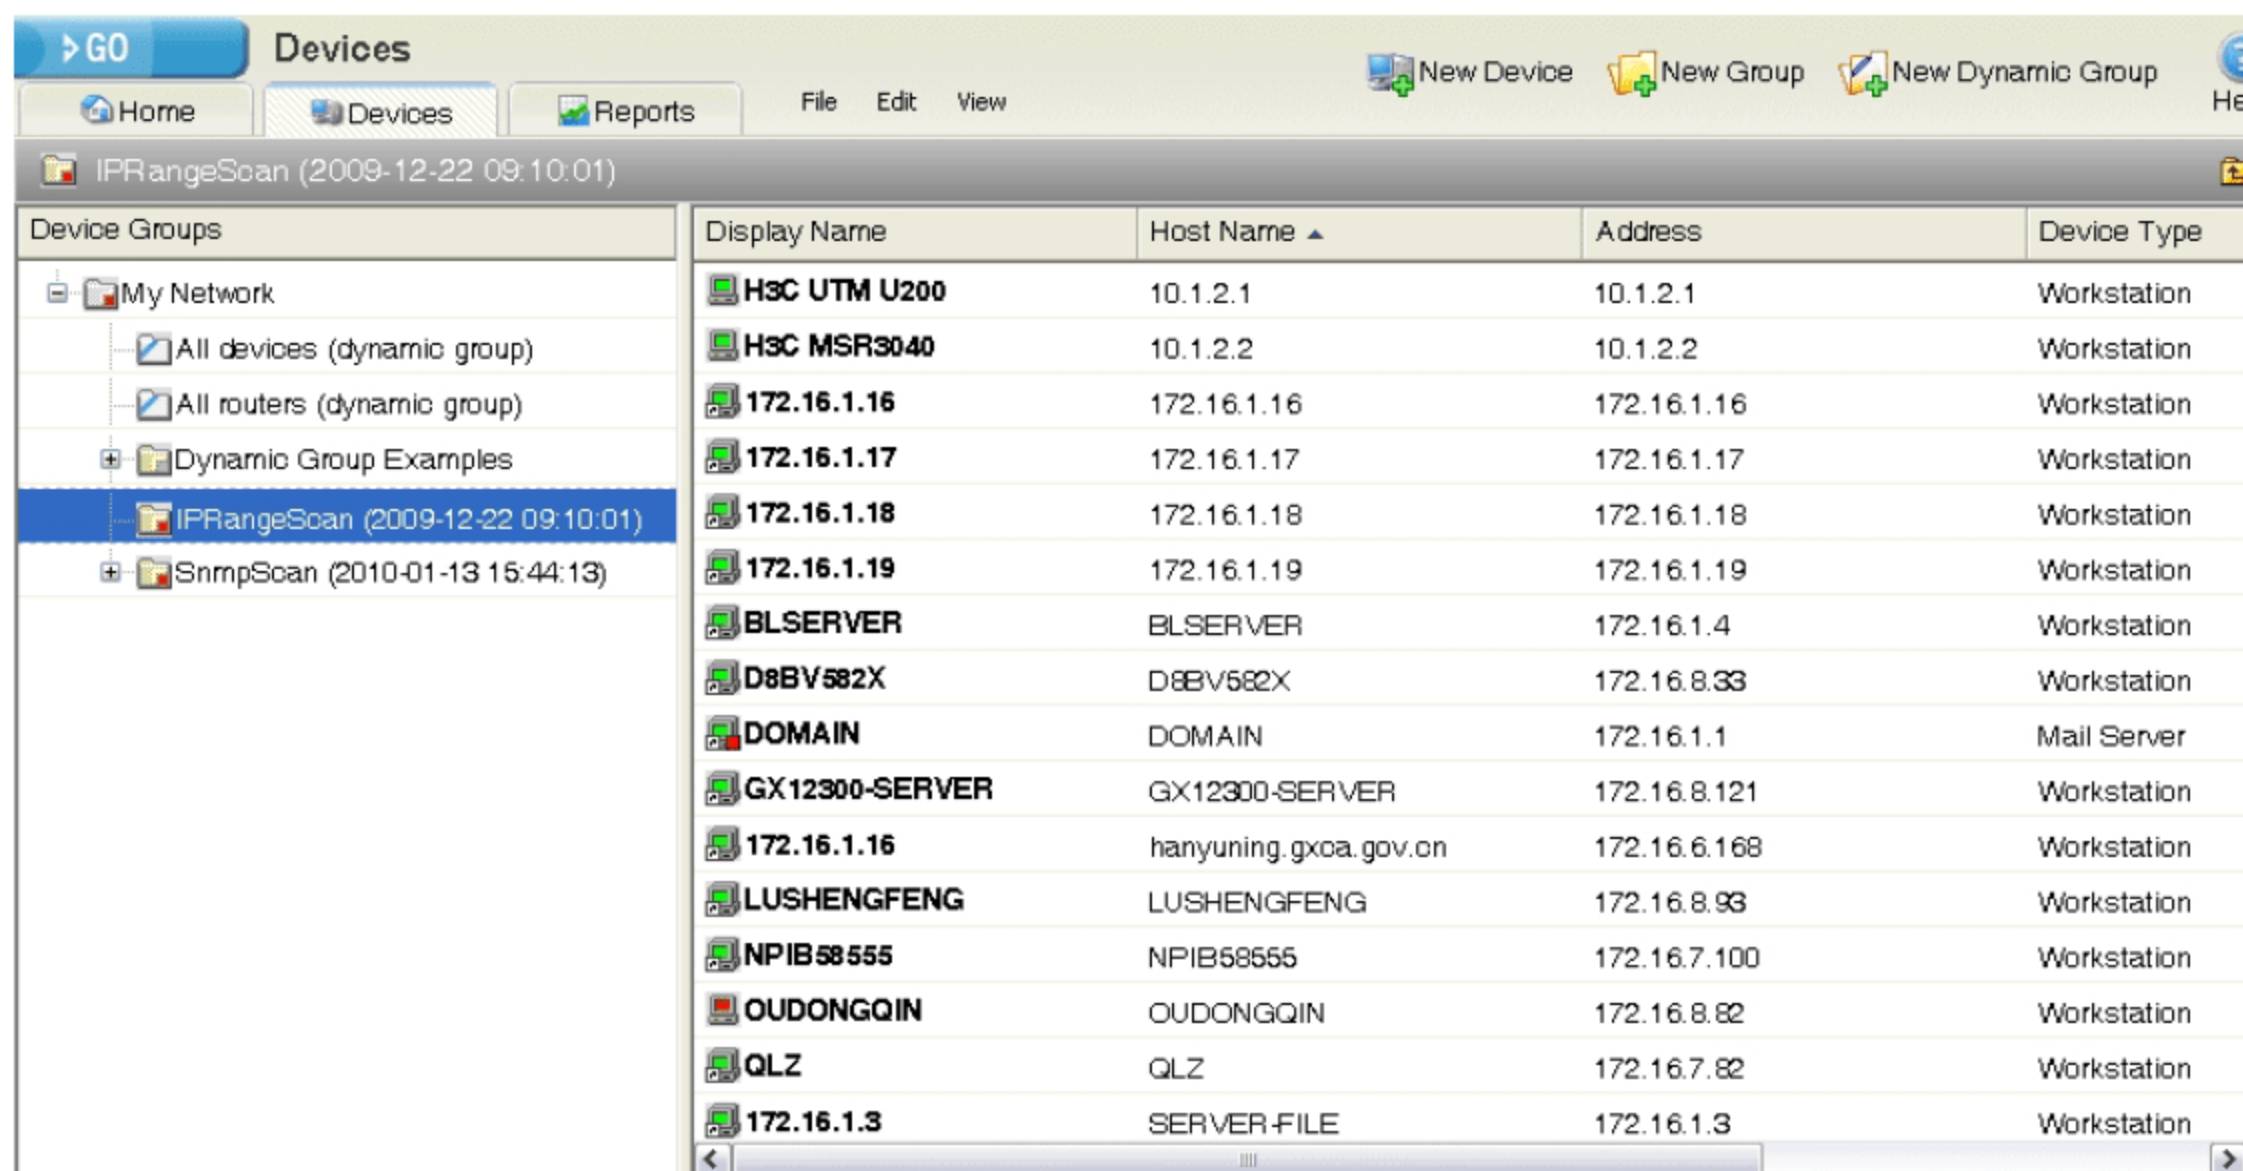 GO Devices
New Device New Group New Dynamic Group
Home Devices Reports File Edit View
IPRangeScan (2009-12-22 09:10:01)
Device Groups
My Network
All devices (dynamic group)
All routers (dynamic group)
Dynamic Group Examples
IPRangeScan (2009-12-22 09:10:01)
SnmpScan (2010-01-13 15:44:13)
Display Name Host Name Address Device Type
H3C UTM U200 10.1.2.1 10.1.2.1 Workstation
H3C MSR3040 10.1.2.2 10.1.2.2 Workstation
172.16.1.16 172.16.1.16 172.16.1.16 Workstation
172.16.1.17 172.16.1.17 172.16.1.17 Workstation
172.16.1.18 172.16.1.18 172.16.1.18 Workstation
172.16.1.19 172.16.1.19 172.16.1.19 Workstation
BLSERVER BLSERVER 172.16.1.4 Workstation
D8BV582X D8BV582X 172.16.8.33 Workstation
DOMAIN DOMAIN 172.16.1.1 Mail Server
GX12300-SERVER GX12300-SERVER 172.16.8.121 Workstation
172.16.1.16 hanyuning.gxoa.gov.cn 172.16.6.168 Workstation
LUSHENGFENG LUSHENGFENG 172.16.8.93 Workstation
NPIB58555 NPIB58555 172.16.7.100 Workstation
OUDONGQIN OUDONGQIN 172.16.8.82 Workstation
QLZ QLZ 172.16.7.82 Workstation
172.16.1.3 SERVER-FILE 172.16.1.3 Workstation